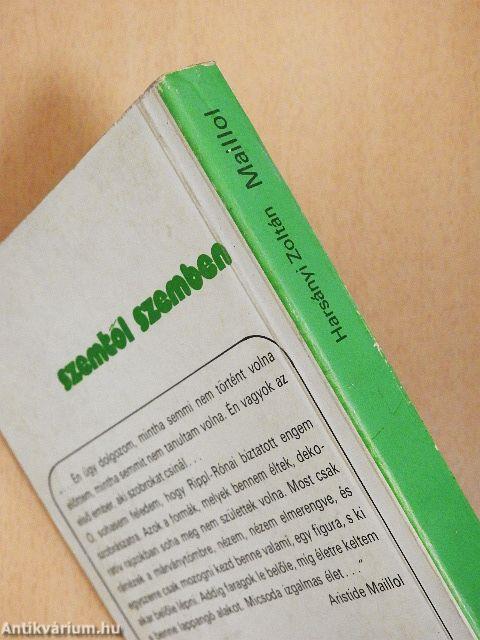 Harsányi Zoltán Maillol
szemtől szemben
„... Én úgy dolgozom, mintha semmi nem történt volna
előttem, mintha semmit nem tanultam volna. Én vagyok az
első ember, aki szobrokat csinál...
Ó, sohasem feledem, hogy Rippl-Rónai biztatott engem
szobrászatra. Azok a formák, melyek bennem éltek, deko-
ratív rajzokban soha meg nem születtek volna. Most csak
ránézek a márványtömbre, nézem, nézem elmerengve, és
egyszerre csak mozogni kezd benne valami, egy figura, s ki
akar belőle lépni. Addig faragok le belőle, míg életre keltem
a benne lappangó alakot. Micsoda izgalmas élet...”
Aristide Maillol
Antikvárium.hu